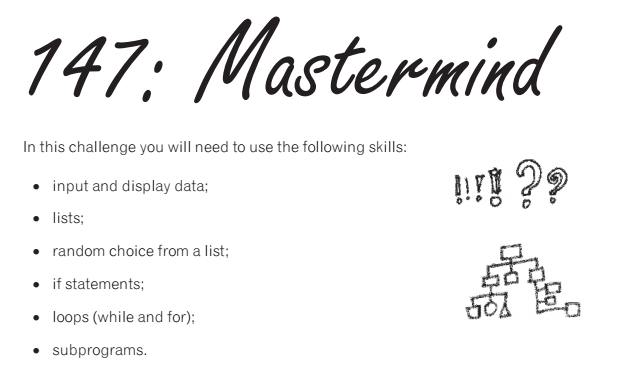 147: Mastermind
In this challenge you will need to use the following skills:
• input and display data;
• lists;
• random choice from a list;
• if statements;
• loops (while and for);
• subprograms.
!!!! ??